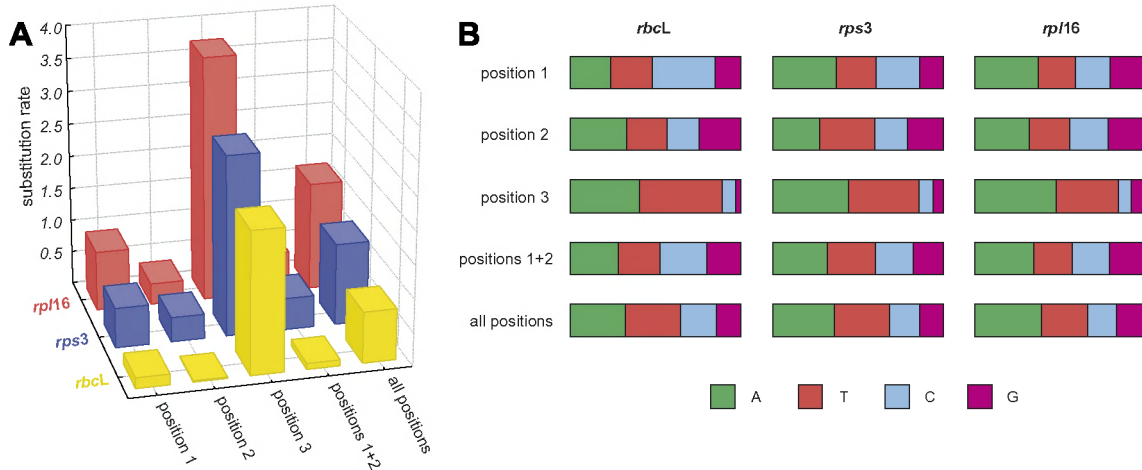 A
4.0
3.5
3.0
2.5
2.0
1.5
1.0
0.5
substitution rate
rpl16
rps3
rbcL
position 1
position 2
position 3
positions 1+2
all positions
B
rbcL rps3 rpl16
position 1
position 2
position 3
positions 1+2
all positions
A T C G